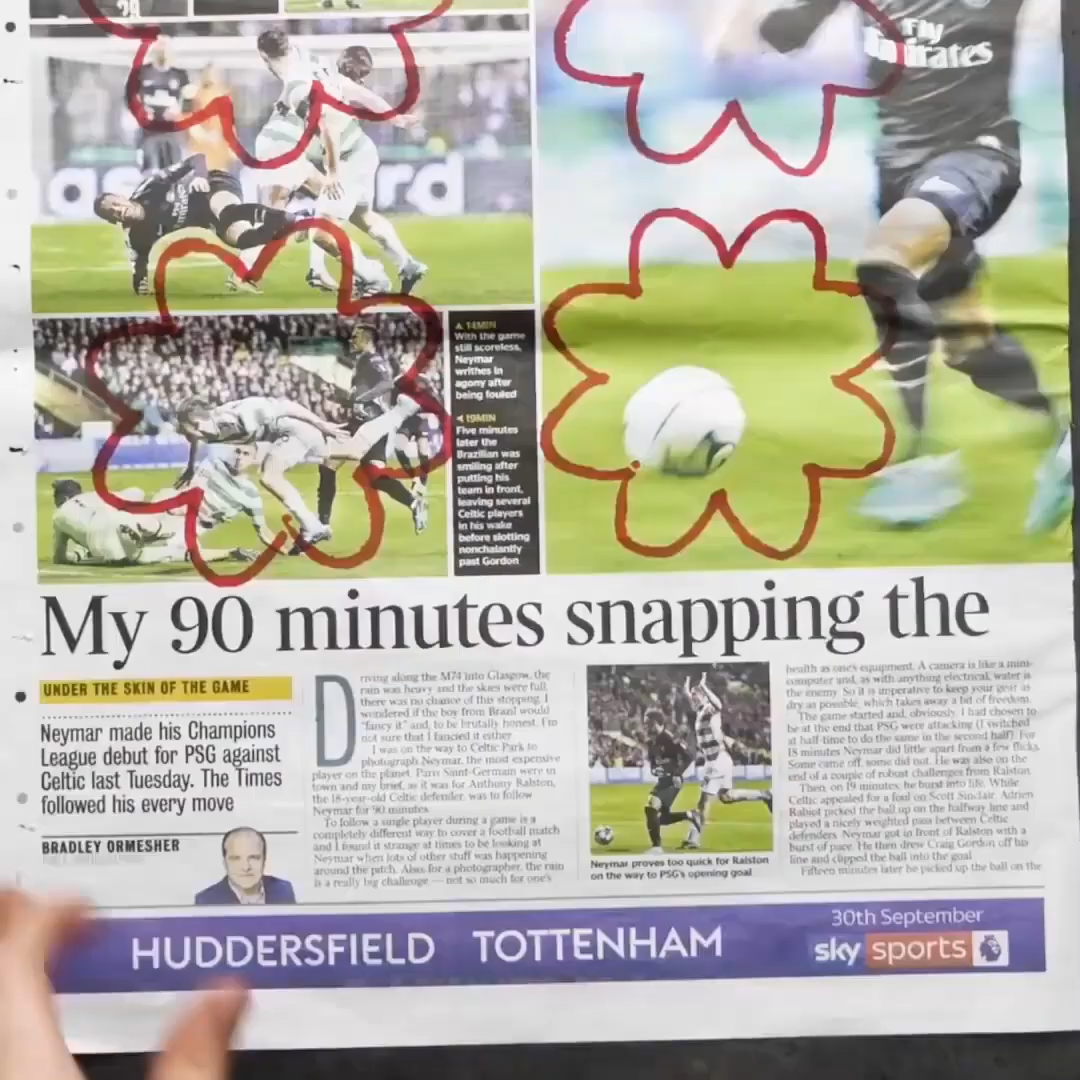 29
Fly
Emirates
rd
▲ 14MIN
With the game
still scoreless,
Neymar
writhes in
agony after
being fouled
◄ 19MIN
Five minutes
later the
Brazilian was
smiling after
putting his
team in front,
leaving several
Celtic players
in his wake
before slotting
nonchalantly
past Gordon
My 90 minutes snapping the
UNDER THE SKIN OF THE GAME
Neymar made his Champions
League debut for PSG against
Celtic last Tuesday. The Times
followed his every move
BRADLEY ORMESHER
Driving along the M74 into Glasgow, the
rain was heavy and the skies were full,
there was no chance of this stopping. I
wondered if the boy from Brazil would
“fancy it” and, to be brutally honest, I’m
not sure that I fancied it either.
I was on the way to Celtic Park to
photograph Neymar, the most expensive
player on the planet. Paris Saint-Germain were in
town and my brief, as it was for Anthony Ralston,
the 18-year-old Celtic defender, was to follow
Neymar for 90 minutes.
To follow a single player during a game is a
completely different way to cover a football match
and I found it strange at times to be looking at
Neymar when lots of other stuff was happening
around the pitch. Also, for a photographer, the rain
is a really big challenge — not so much for one’s
Neymar proves too quick for Ralston
on the way to PSG’s opening goal
health as one’s equipment. A camera is like a mini-
computer and, as with anything electrical, water is
the enemy. So it is imperative to keep your gear as
dry as possible, which takes away a bit of freedom.
The game started and, obviously, I had chosen to
be at the end that PSG were attacking (I switched
at half-time to do the same in the second half). For
18 minutes Neymar did little apart from a few flicks.
Some came off, some did not. He was also on the
end of a couple of robust challenges from Ralston.
Then, on 19 minutes, he burst into life. While
Celtic appealed for a foul on Scott Sinclair, Adrien
Rabiot picked the ball up on the halfway line and
played a nicely weighted pass between Celtic
defenders. Neymar got in front of Ralston with a
burst of pace. He then drew Craig Gordon off his
line and clipped the ball into the goal.
Fifteen minutes later he picked up the ball on the
HUDDERSFIELD TOTTENHAM
30th September
sky sports